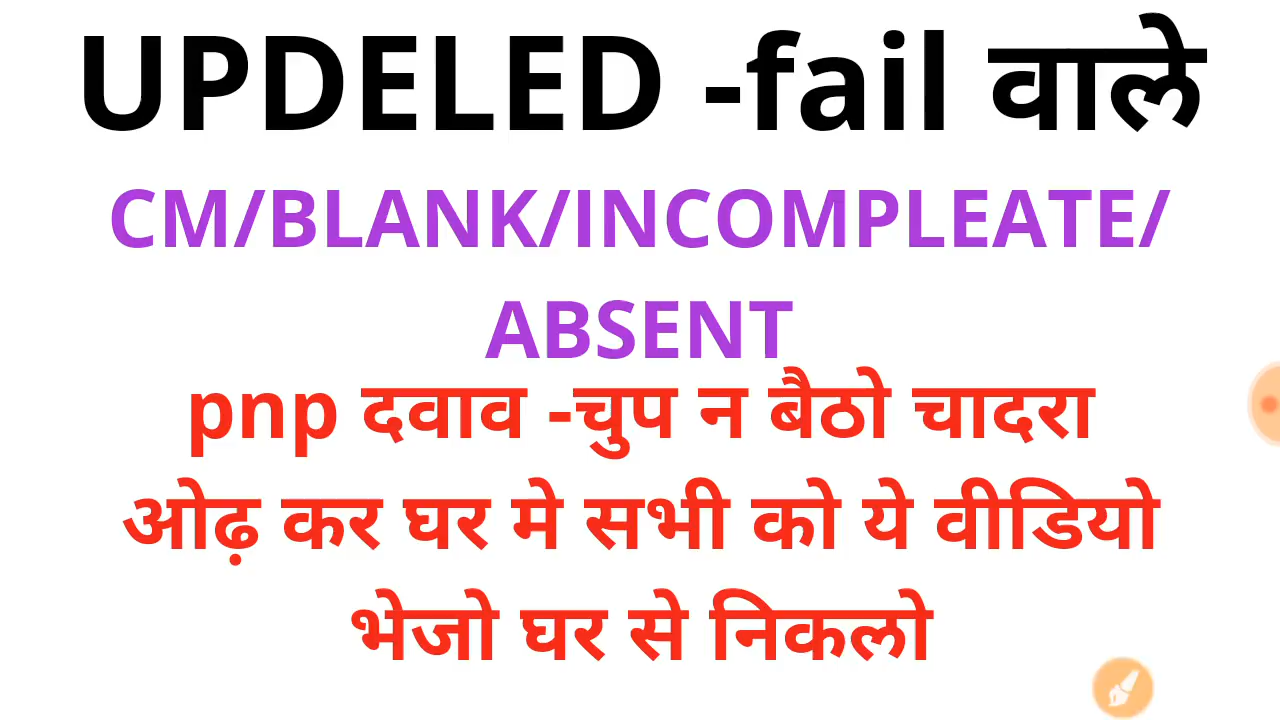 UPDELED -fail वाले
CM/BLANK/INCOMPLEATE/
ABSENT
pnp दवाव -चुप न बैठो चादरा
ओढ़ कर घर मे सभी को ये वीडियो
भेजो घर से निकलो